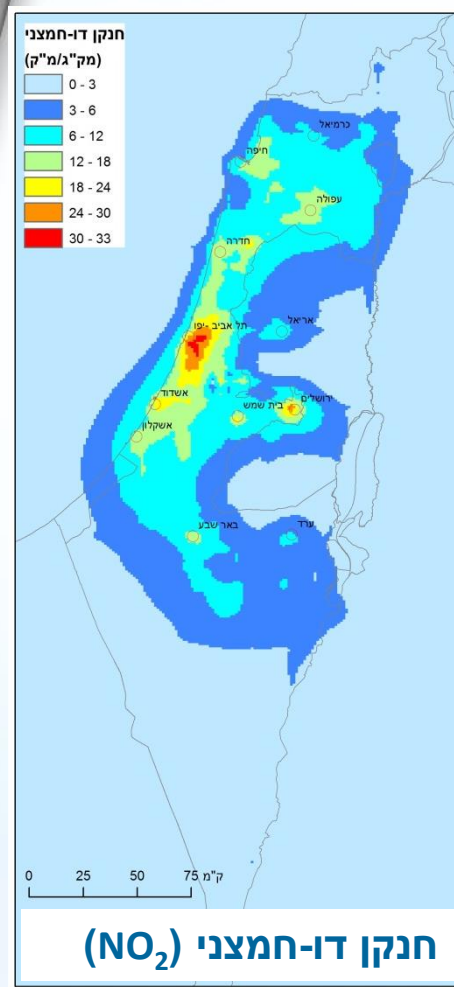 חנקן דו-חמצני
(מק"ג/מ"ק)
0 - 3
3 - 6
6 - 12
12 - 18
18 - 24
24 - 30
30 - 33
כרמיאל
חיפה
עפולה
חדרה
אריאל
תל אביב -יפו
אשדוד
ירושלים
בית שמש
אשקלון
באר שבע
ערד
0 25 50 75 ק"מ
חנקן דו-חמצני (NO₂)